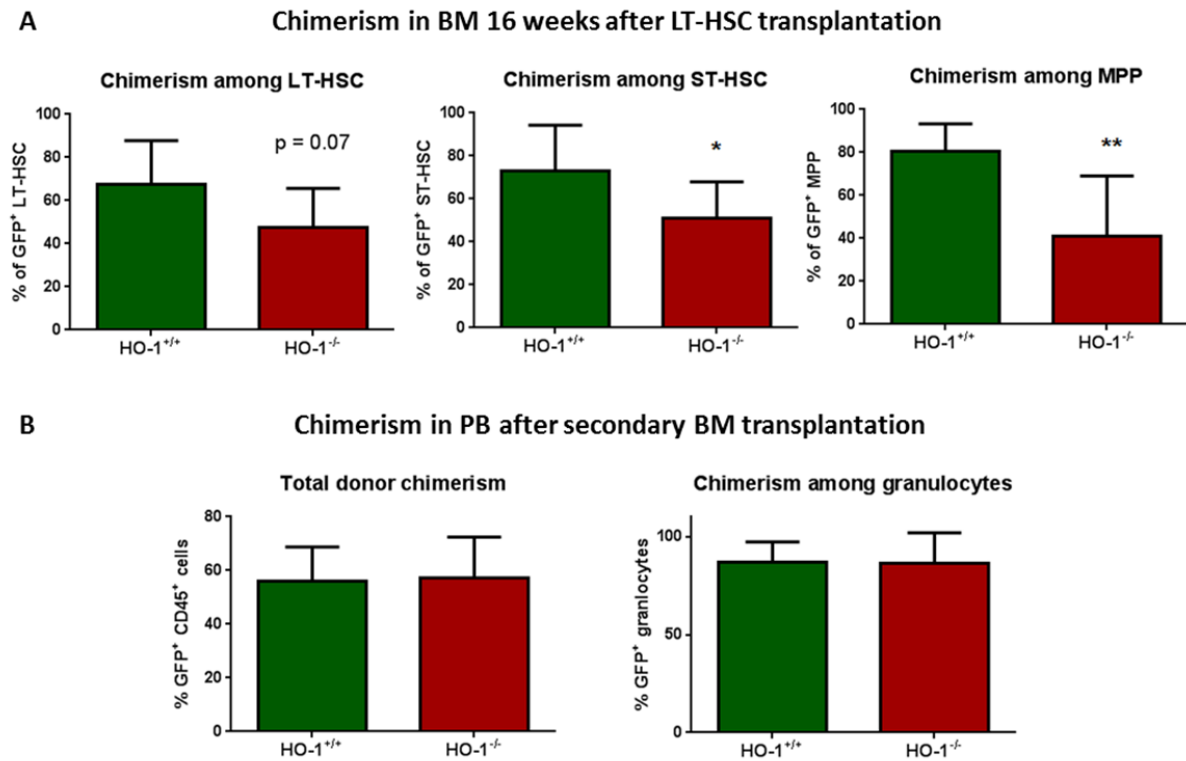 A
Chimerism in BM 16 weeks after LT-HSC transplantation
Chimerism among LT-HSC
% of GFP⁺ LT-HSC
100
80
60
40
20
0
p = 0.07
HO-1⁺/⁺
HO-1⁻/⁻
Chimerism among ST-HSC
% of GFP⁺ ST-HSC
100
80
60
40
20
0
*
HO-1⁺/⁺
HO-1⁻/⁻
Chimerism among MPP
% of GFP⁺ MPP
100
80
60
40
20
0
**
HO-1⁺/⁺
HO-1⁻/⁻
B
Chimerism in PB after secondary BM transplantation
Total donor chimerism
% GFP⁺ CD45⁺ cells
80
60
40
20
0
HO-1⁺/⁺
HO-1⁻/⁻
Chimerism among granulocytes
% GFP⁺ granlocytes
100
50
0
HO-1⁺/⁺
HO-1⁻/⁻